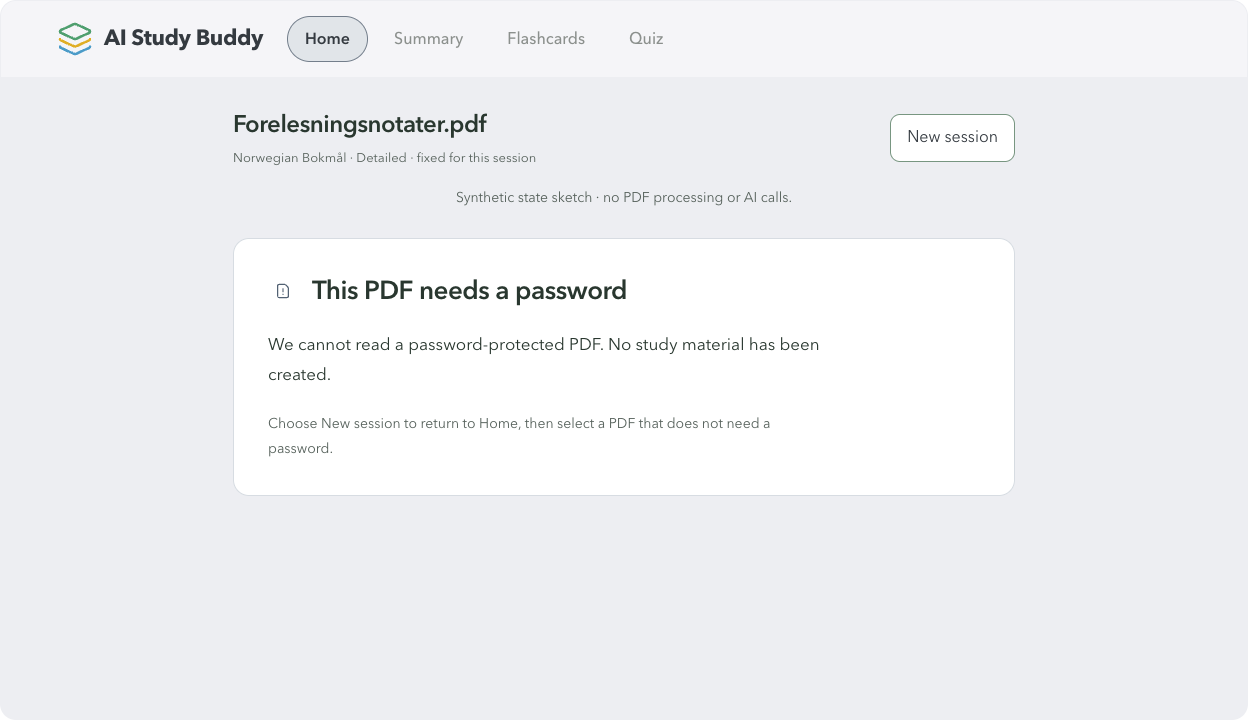 AI Study Buddy
Home
Summary
Flashcards
Quiz
Forelesningsnotater.pdf
New session
Norwegian Bokmål · Detailed · fixed for this session
Synthetic state sketch · no PDF processing or AI calls.
This PDF needs a password
We cannot read a password-protected PDF. No study material has been
created.
Choose New session to return to Home, then select a PDF that does not need a
password.